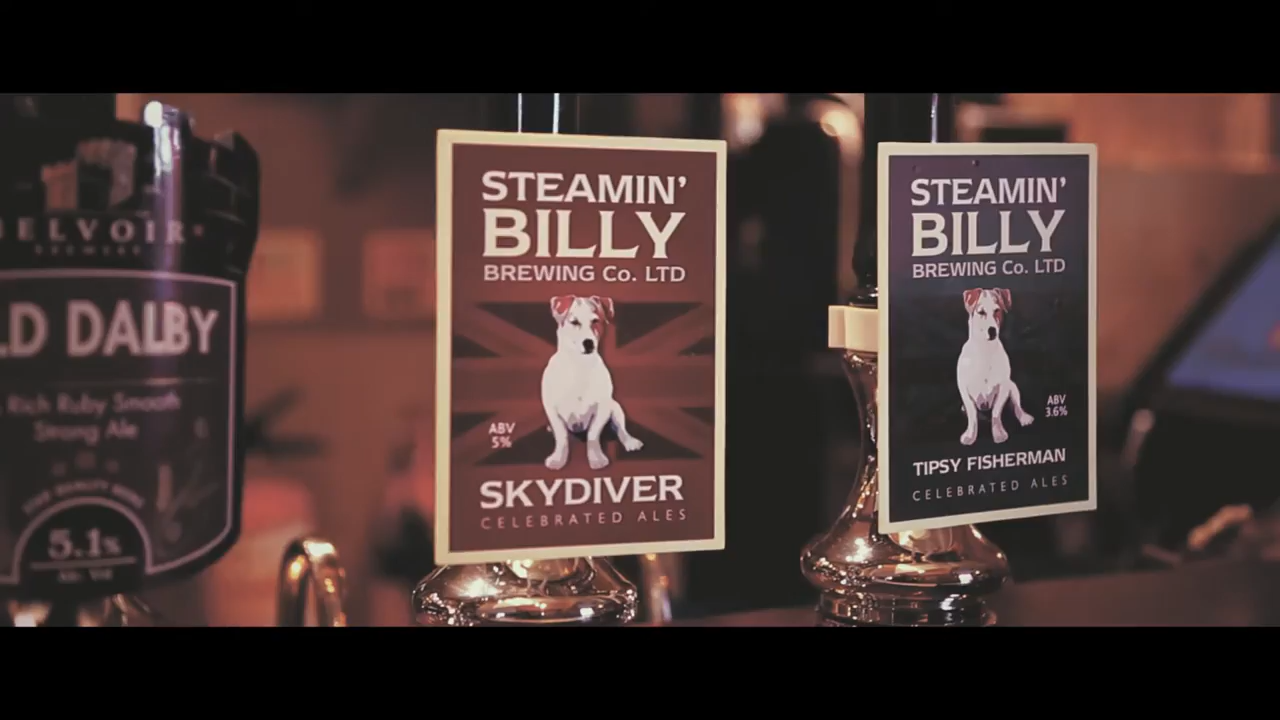 ELVOIR
BREWERY
LD DALBY
Rich Ruby Smooth
Strong Ale
5.1%
STEAMIN'
BILLY
BREWING Co. LTD
ABV
5%
SKYDIVER
CELEBRATED ALES
STEAMIN'
BILLY
BREWING Co. LTD
ABV
3.6%
TIPSY FISHERMAN
CELEBRATED ALES